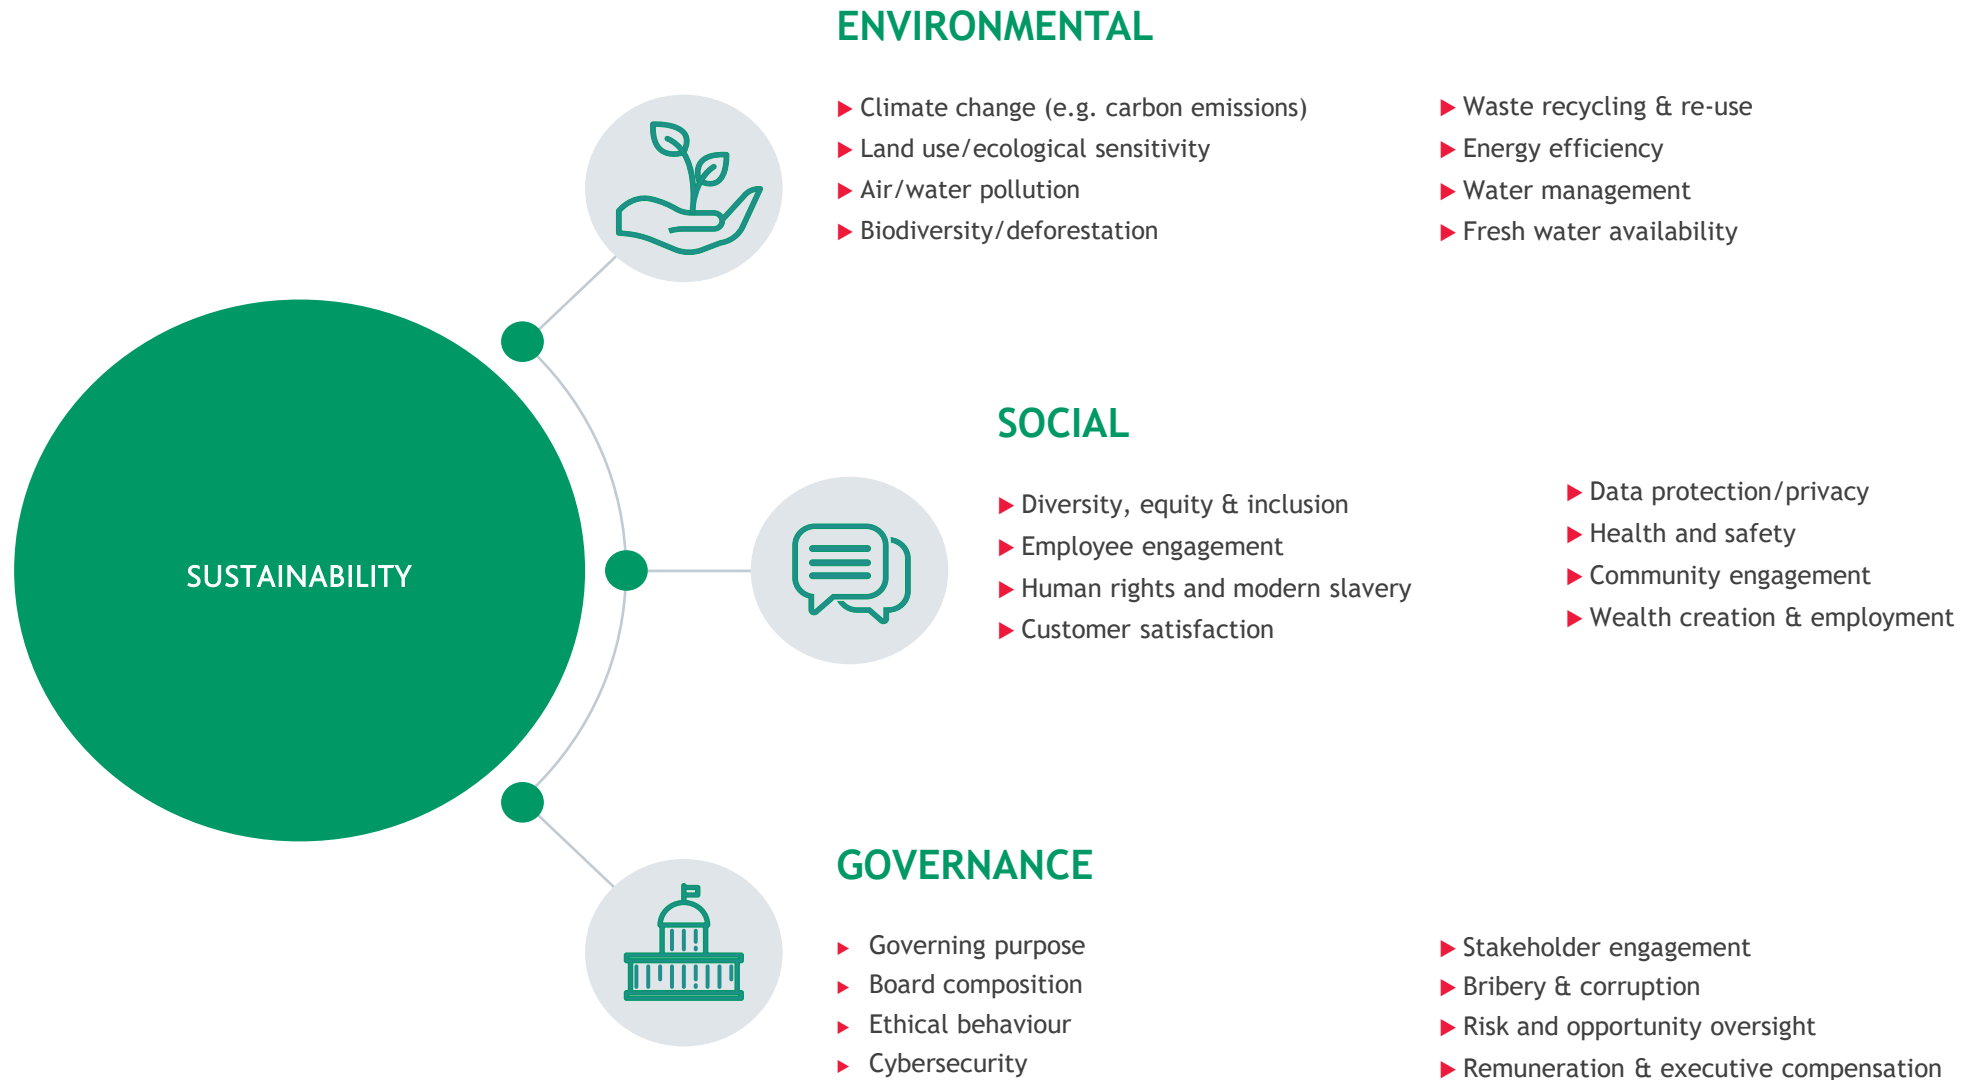 ENVIRONMENTAL
Climate change (e.g. carbon emissions)
Land use/ecological sensitivity
Air/water pollution
Biodiversity/deforestation
Waste recycling & re-use
Energy efficiency
Water management
Fresh water availability
SUSTAINABILITY
SOCIAL
Diversity, equity & inclusion
Employee engagement
Human rights and modern slavery
Customer satisfaction
Data protection/privacy
Health and safety
Community engagement
Wealth creation & employment
GOVERNANCE
Governing purpose
Board composition
Ethical behaviour
Cybersecurity
Stakeholder engagement
Bribery & corruption
Risk and opportunity oversight
Remuneration & executive compensation